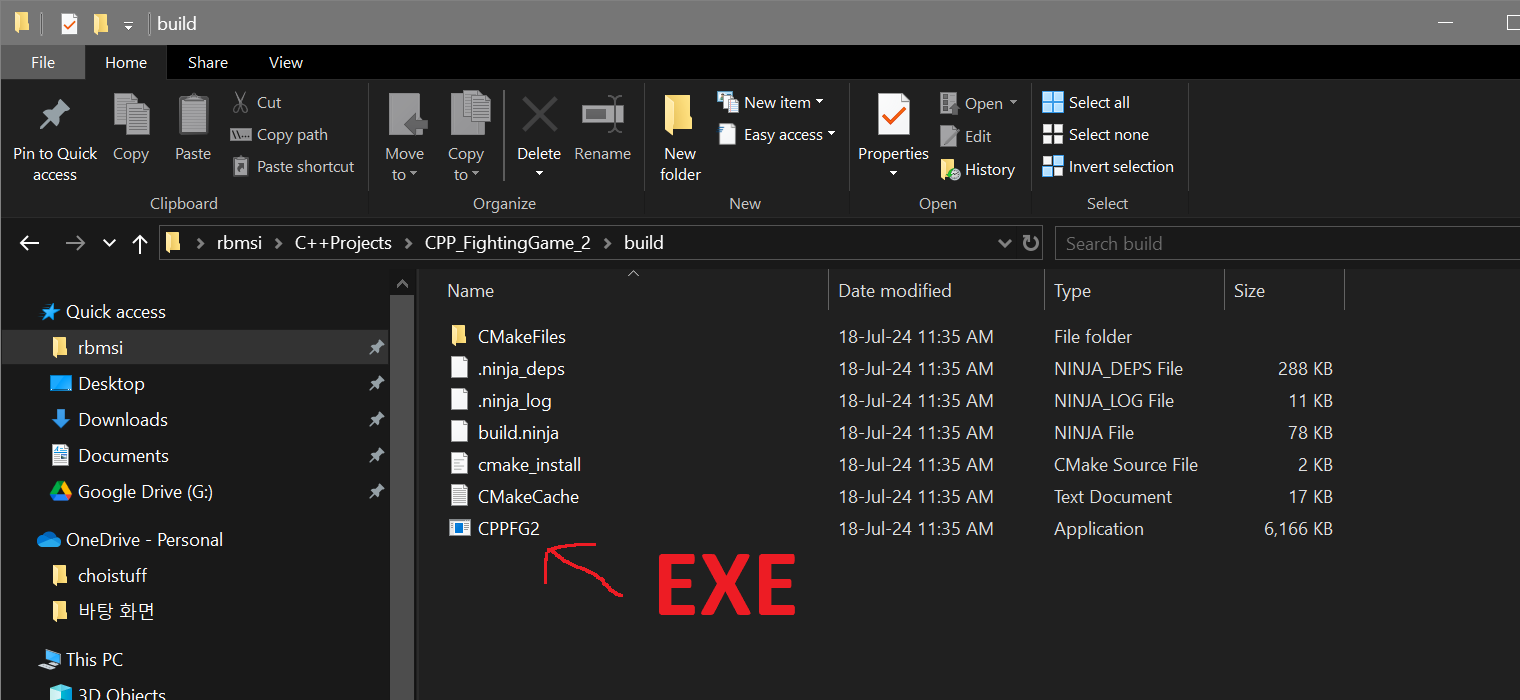 build
File Home Share View
Pin to Quick access
Copy
Paste
Cut
Copy path
Paste shortcut
Clipboard
Move to
Copy to
Delete
Rename
Organize
New folder
New item
Easy access
New
Properties
Open
Edit
History
Open
Select all
Select none
Invert selection
Select
rbmsi C++Projects CPP_FightingGame_2 build
Search build
Quick access
rbmsi
Desktop
Downloads
Documents
Google Drive (G:)
OneDrive - Personal
choistuff
바탕 화면
This PC
3D Objects
Name Date modified Type Size
CMakeFiles 18-Jul-24 11:35 AM File folder
.ninja_deps 18-Jul-24 11:35 AM NINJA_DEPS File 288 KB
.ninja_log 18-Jul-24 11:35 AM NINJA_LOG File 11 KB
build.ninja 18-Jul-24 11:35 AM NINJA File 78 KB
cmake_install 18-Jul-24 11:35 AM CMake Source File 2 KB
CMakeCache 18-Jul-24 11:35 AM Text Document 17 KB
CPPFG2 18-Jul-24 11:35 AM Application 6,166 KB
EXE